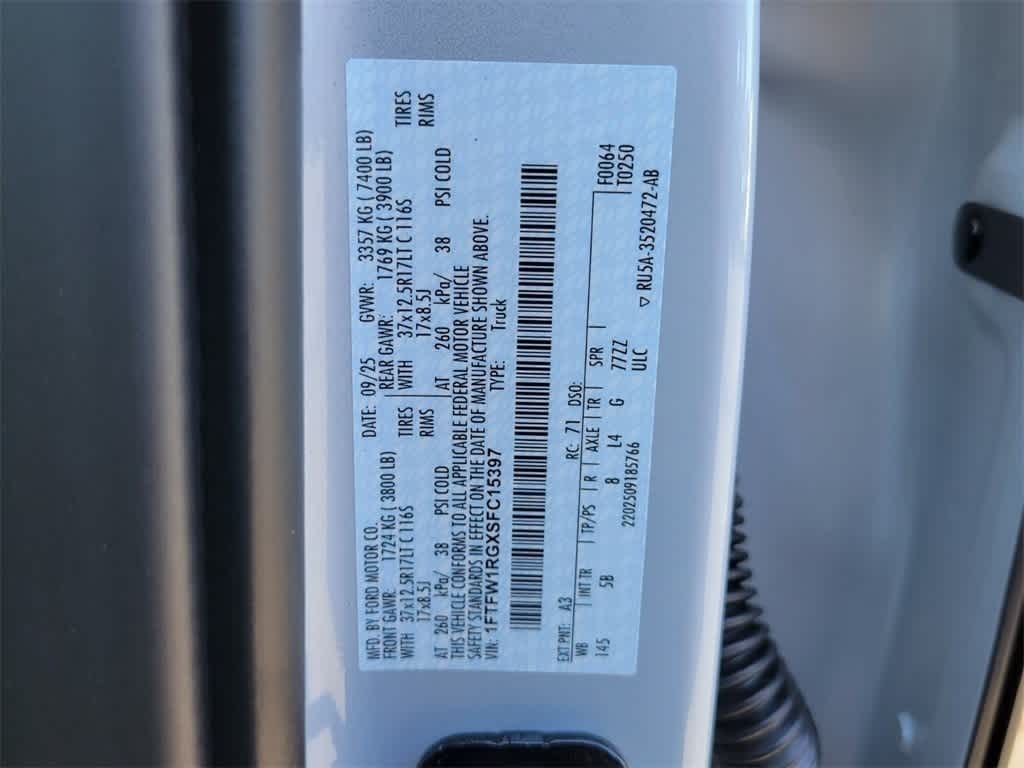 MFD. BY FORD MOTOR CO. DATE: 09/25 GVWR: 3357 KG ( 7400 LB)
FRONT GAWR: 1724 KG ( 3800 LB) REAR GAWR: 1769 KG ( 3900 LB)
WITH 37x12.5R17LT C 116S TIRES WITH 37x12.5R17LT C 116S TIRES
17x8.5J RIMS 17x8.5J RIMS
AT 260 kPa/ 38 PSI COLD AT 260 kPa/ 38 PSI COLD
THIS VEHICLE CONFORMS TO ALL APPLICABLE FEDERAL MOTOR VEHICLE
SAFETY STANDARDS IN EFFECT ON THE DATE OF MANUFACTURE SHOWN ABOVE.
VIN: 1FTFW1RGXSFC15397 TYPE: Truck
EXT PNT: A3 RC: 71 DSO: F0064
WB INT TR TP/PS R AXLE TR SPR T0250
145 5B 8 L4 G 77ZZ
2202509185766 ULC ▽ RU5A-3520472-AB